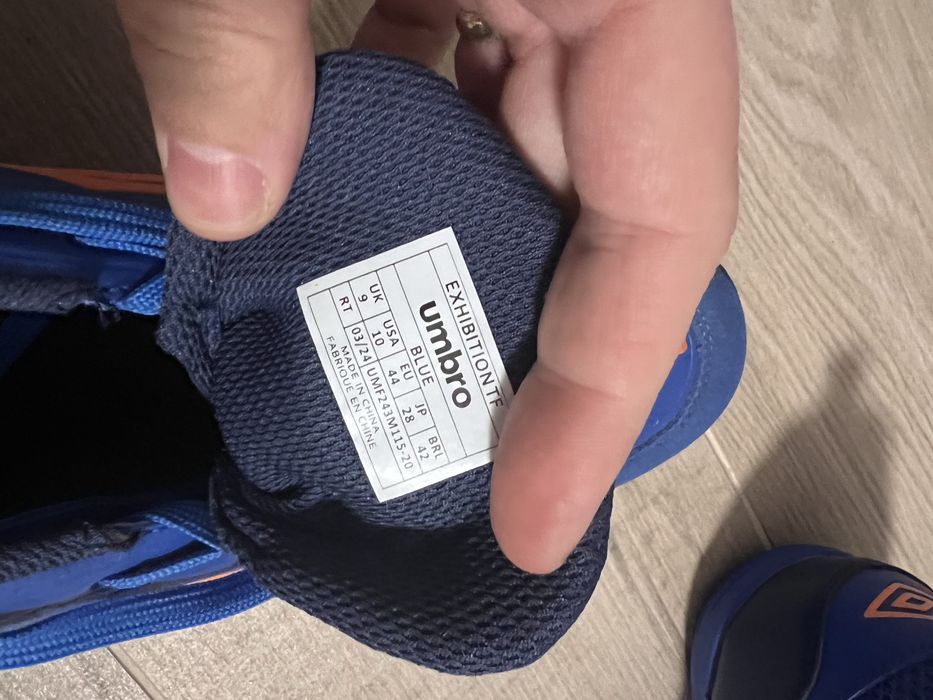 EXHIBITION TF
umbro
BLUE
UK USA EU JP BRL
9 10 44 28 42
RT 03/24 UMF243M115-20
MADE IN CHINA
FABRIQUE EN CHINE